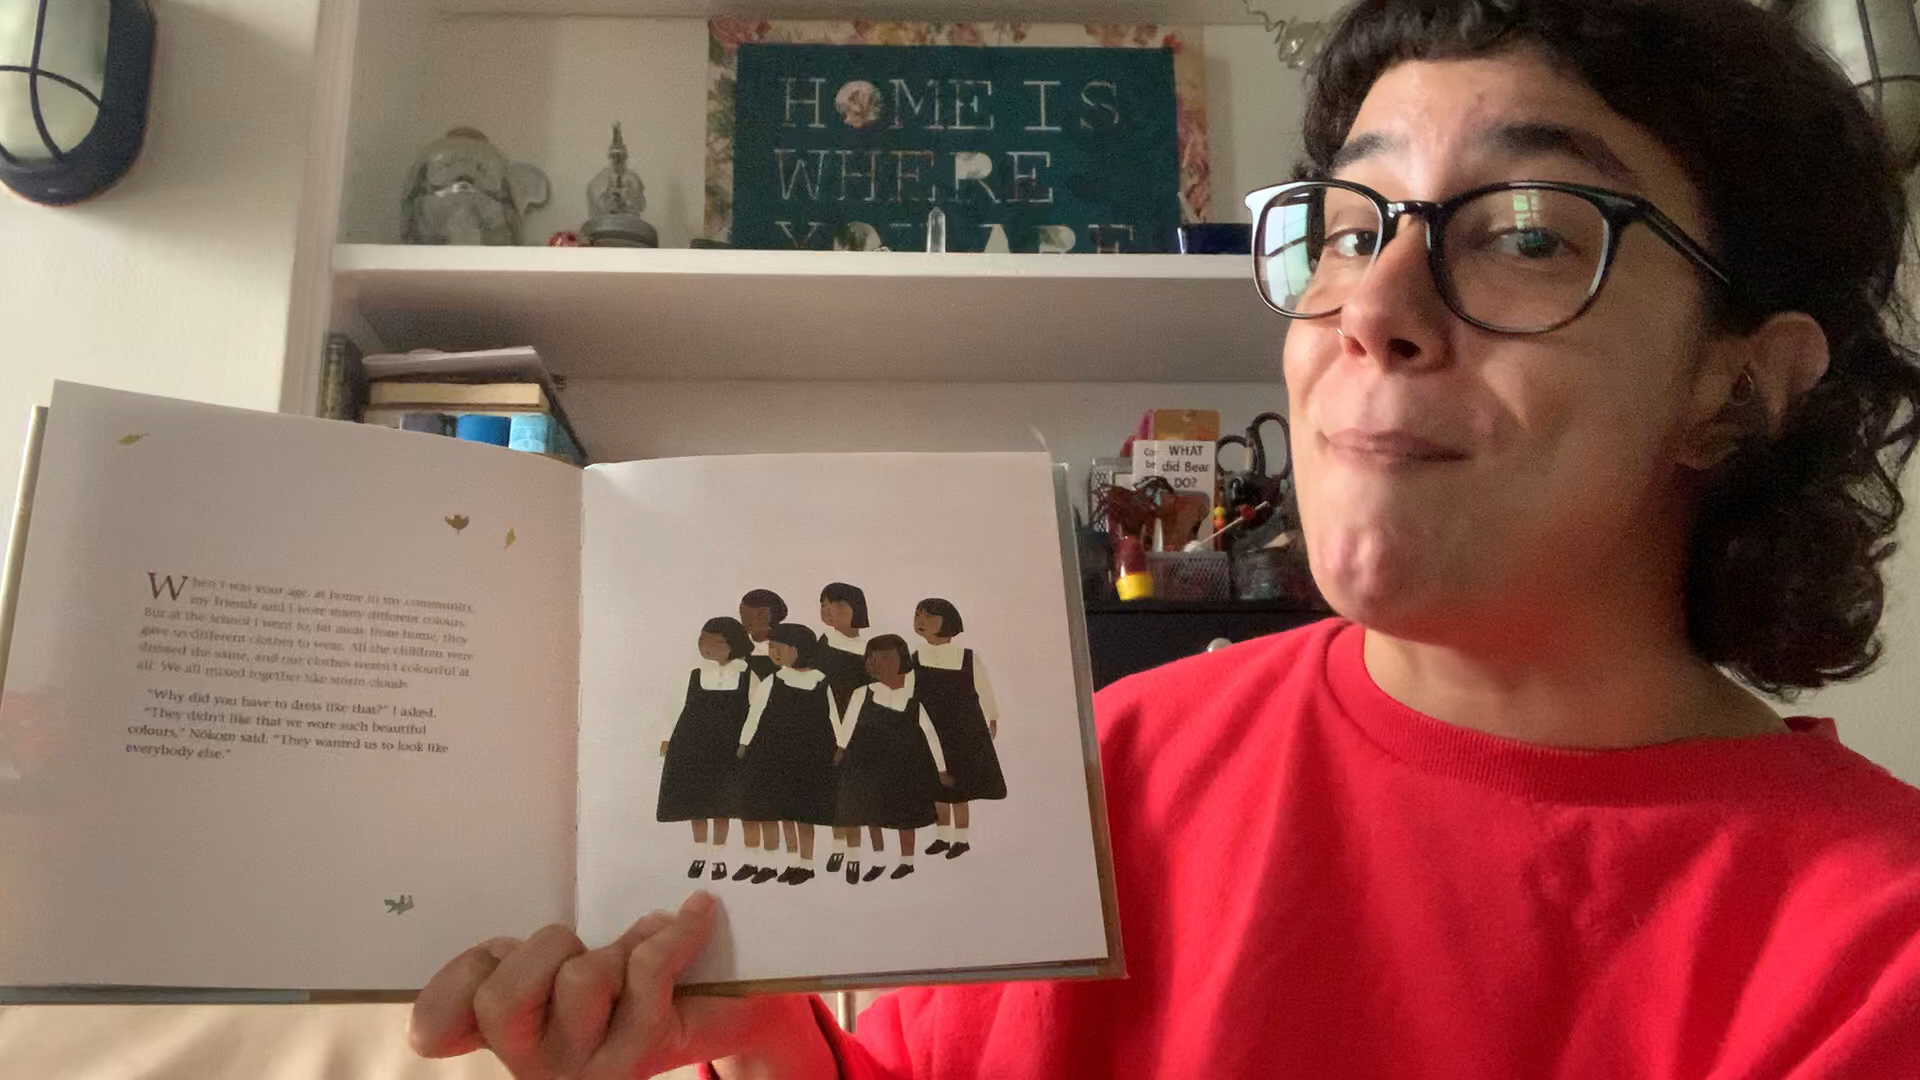 HOME IS
WHERE
YOU ARE
WHAT
did Bear
DO?
When I was your age, at home in my community,
my friends and I wore many different colours.
But at the school I went to, far away from home, they
gave us different clothes to wear. All the children were
dressed the same, and our clothes weren't colourful at
all. We all mixed together like storm clouds.
"Why did you have to dress like that?" I asked.
"They didn't like that we wore such beautiful
colours," Nókom said. "They wanted us to look like
everybody else."